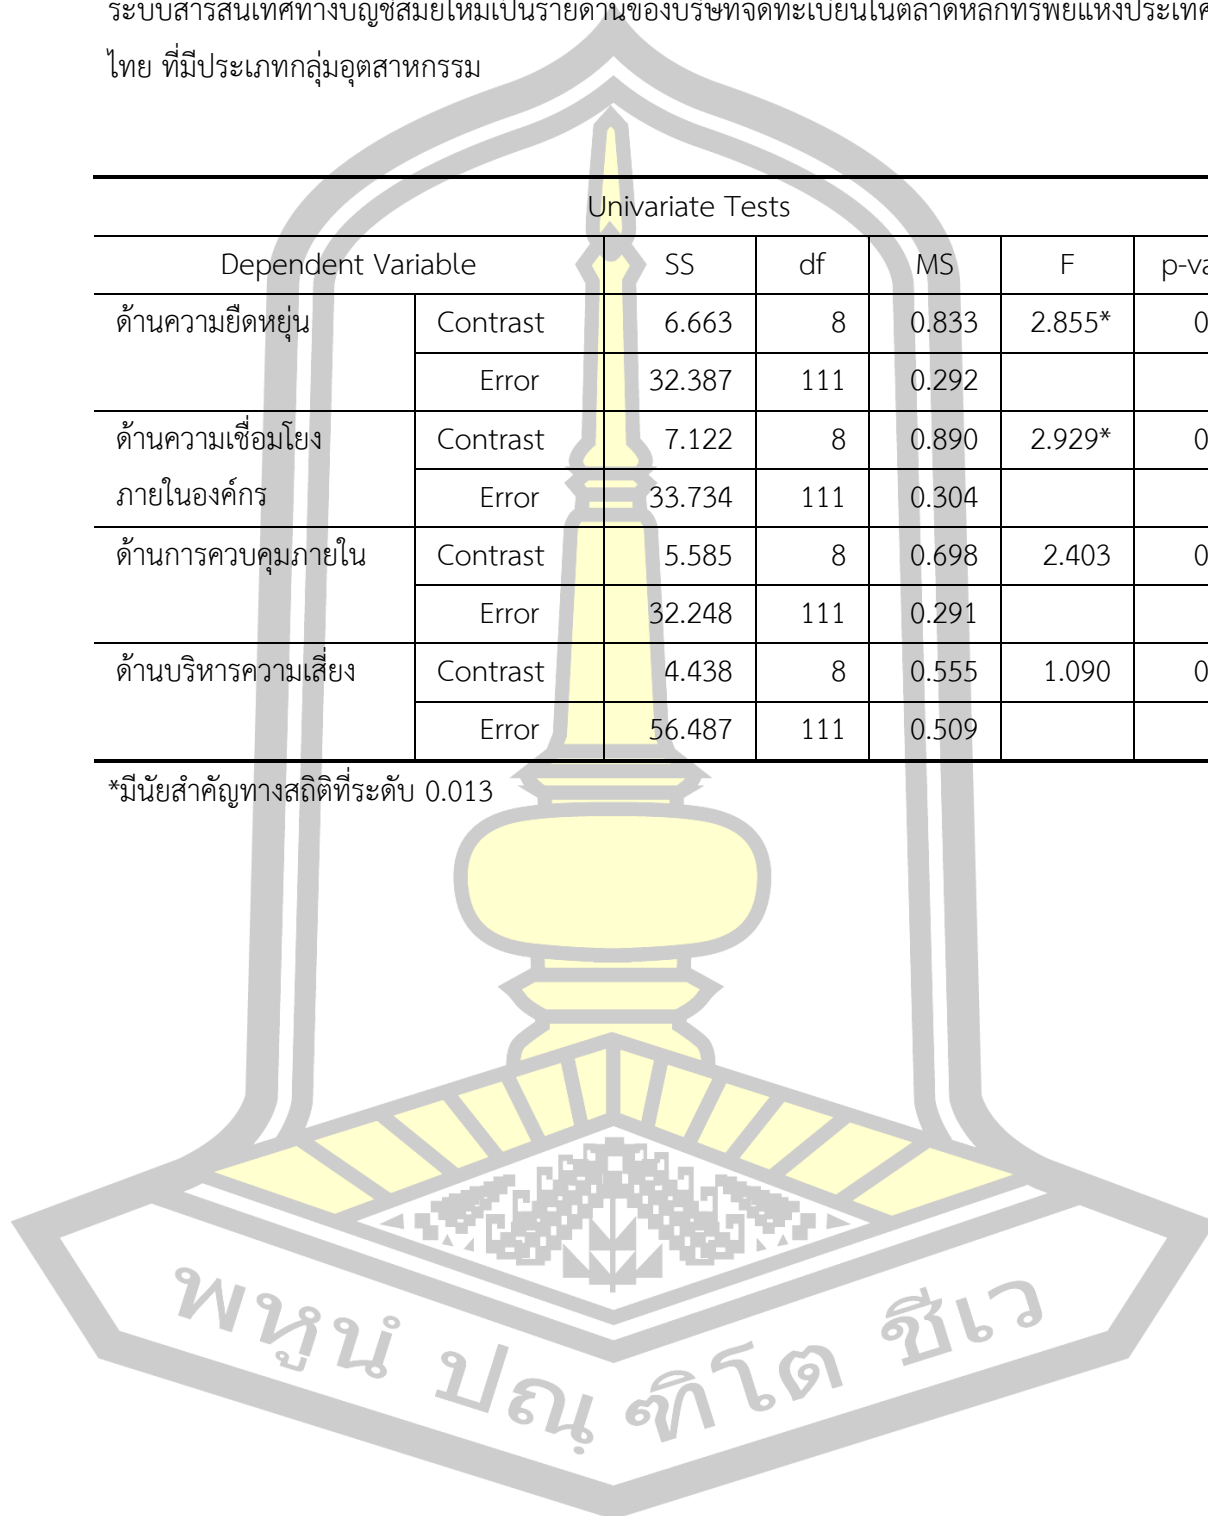 ระบบสารสนเทศทางบัญชีสมัยใหม่เป็นรายด้านของบริษัทจดทะเบียนในตลาดหลักทรัพย์แห่งประเทศ
ไทย ที่มีประเภทกลุ่มอุตสาหกรรม
Univariate Tests
Dependent Variable SS df MS F
ด้านความยืดหยุ่น Contrast 6.663 8 0.833 2.855*
Error 32.387 111 0.292
ด้านความเชื่อมโยง Contrast 7.122 8 0.890 2.929*
ภายในองค์กร Error 33.734 111 0.304
ด้านการควบคุมภายใน Contrast 5.585 8 0.698 2.403
Error 32.248 111 0.291
ด้านบริหารความเสี่ยง Contrast 4.438 8 0.555 1.090
Error 56.487 111 0.509
*มีนัยสำคัญทางสถิติที่ระดับ 0.013
พหูนํ ปณฺฑิโต ชีเว